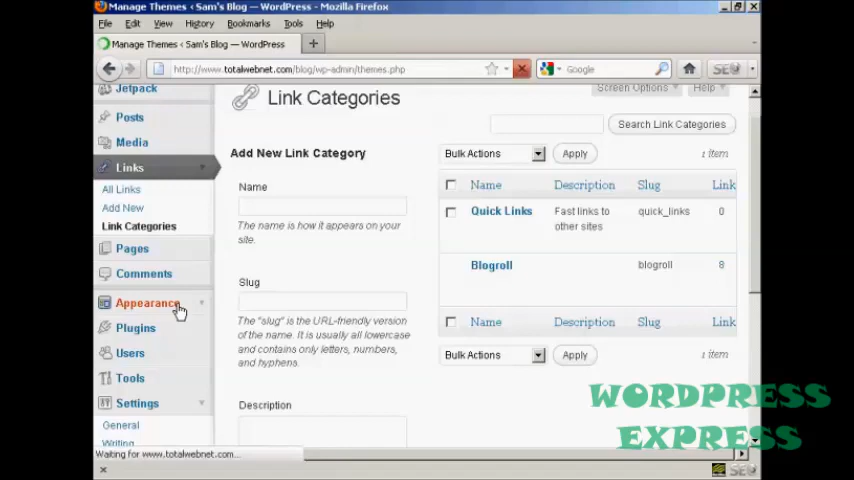 Manage Themes ‹ Sam's Blog — WordPress - Mozilla Firefox
File Edit View History Bookmarks Tools Help
Manage Themes ‹ Sam's Blog — WordPress
http://www.totalwebnet.com/blog/wp-admin/themes.php
Google
SEO
Jetpack
Posts
Media
Links
All Links
Add New
Link Categories
Pages
Comments
Appearance
Plugins
Users
Tools
Settings
General
Writing
Link Categories
Screen Options
Help
Search Link Categories
Add New Link Category
Name
The name is how it appears on your
site.
Slug
The "slug" is the URL-friendly version
of the name. It is usually all lowercase
and contains only letters, numbers,
and hyphens.
Description
Bulk Actions Apply 1 item
Name Description Slug Link
Quick Links Fast links to quick_links 0
other sites
Blogroll blogroll 8
Name Description Slug Link
Bulk Actions Apply 1 item
WORDPRESS
EXPRESS
Waiting for www.totalwebnet.com...
SEO